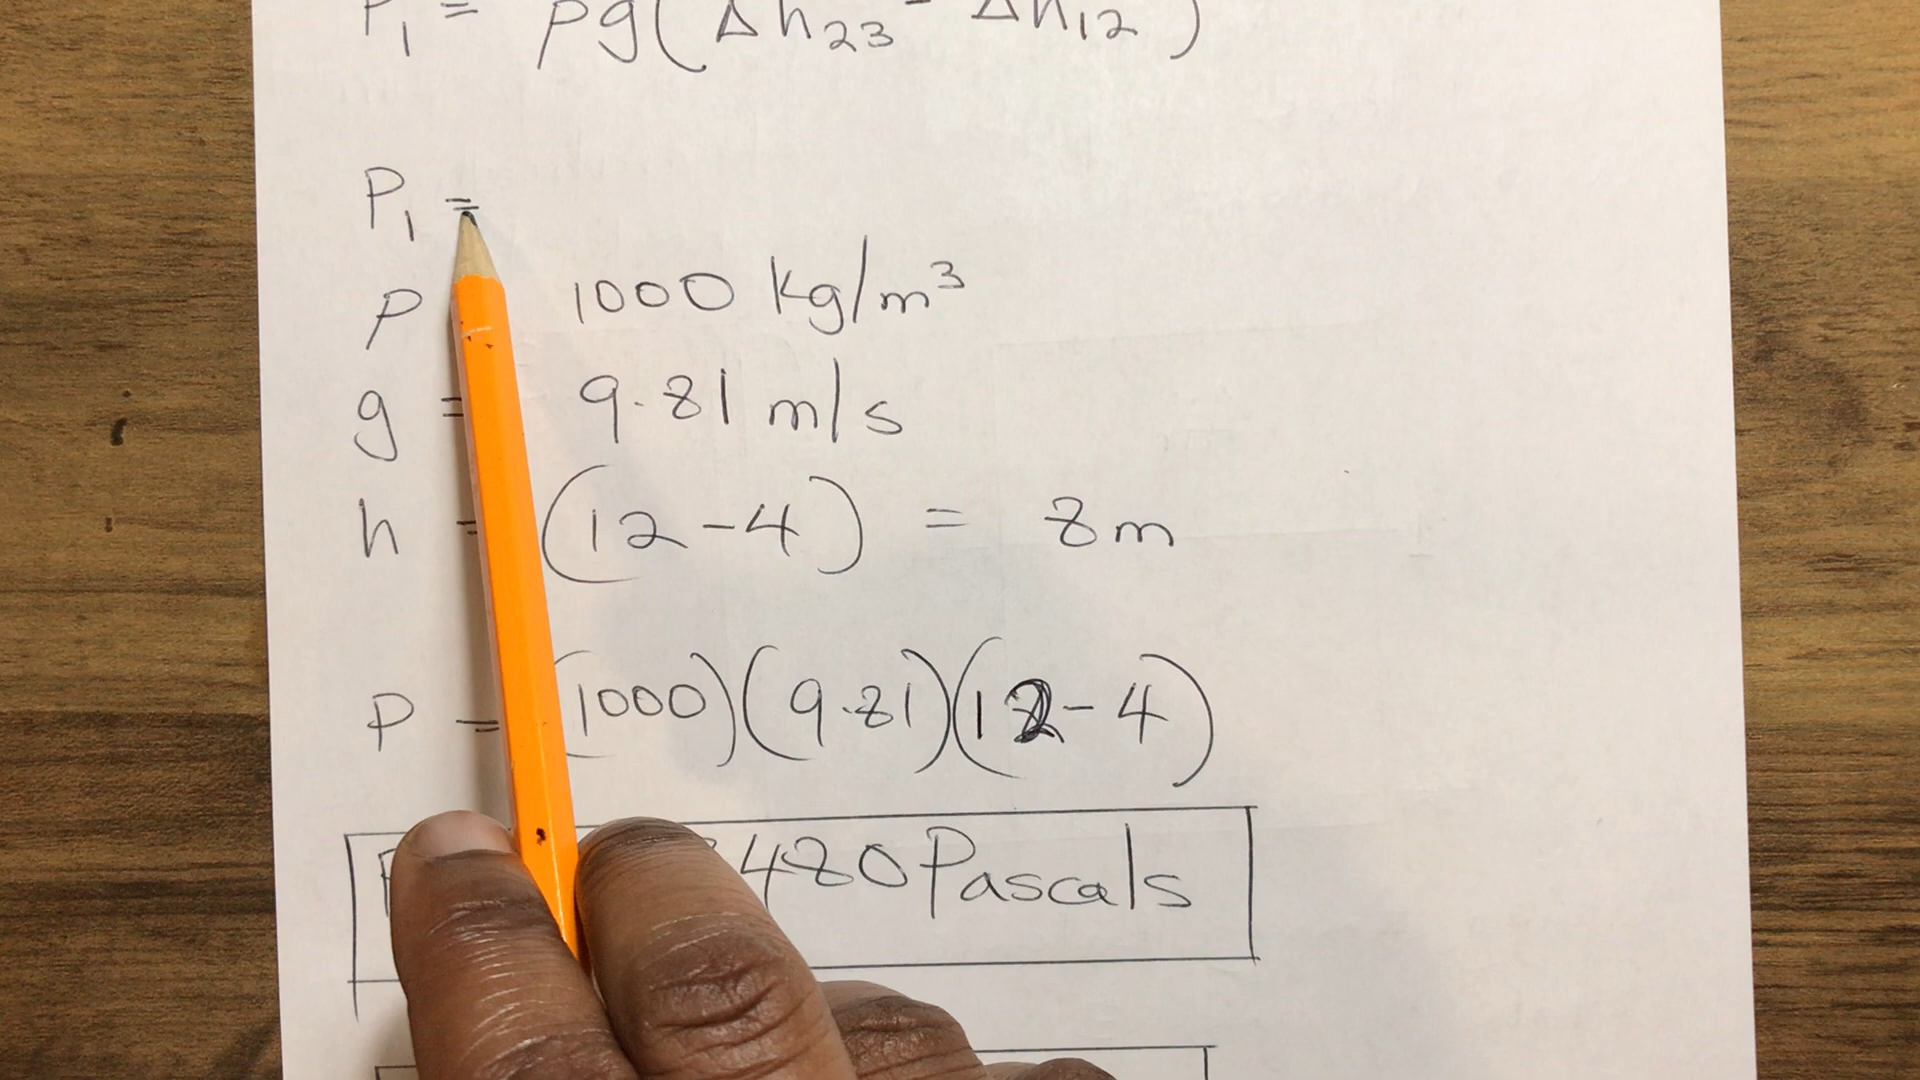 P₁ = ρg(Δh₂₃ - Δh₁₂)
P₁ =
ρ 1000 kg/m³
g = 9.81 m/s
h = (12-4) = 8m
P = (1000)(9.81)(12-4)
480 Pascals